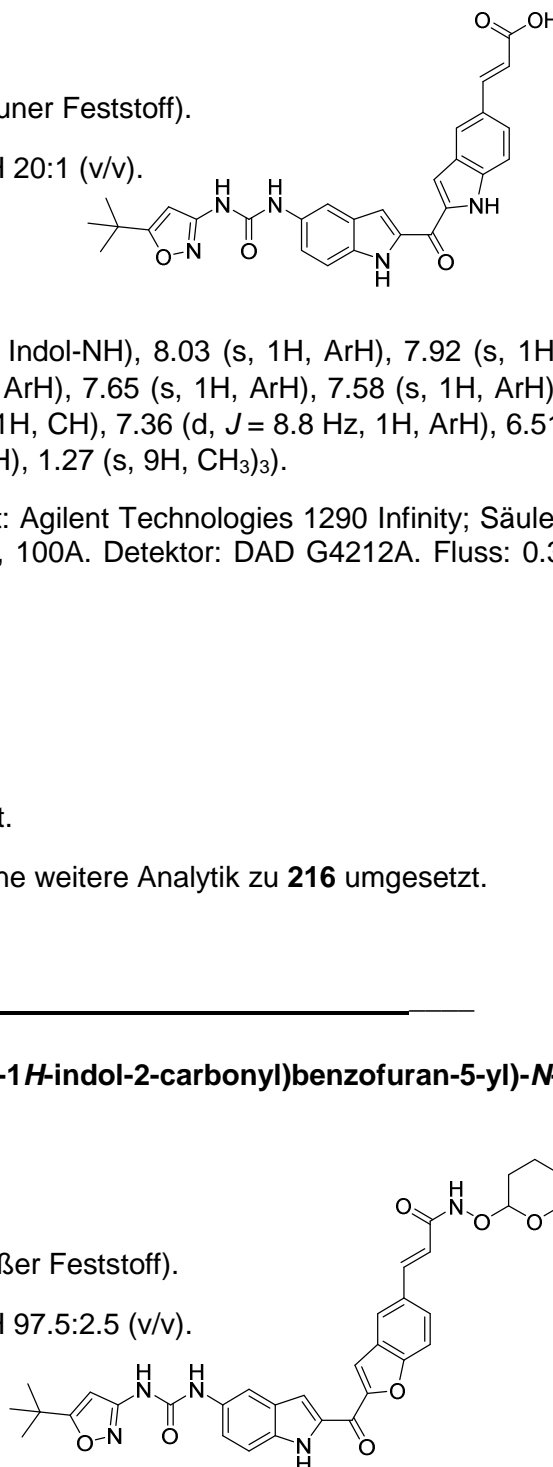 uner Feststoff).
H 20:1 (v/v).
Indol-NH), 8.03 (s, 1H, ArH), 7.92 (s, 1H
ArH), 7.65 (s, 1H, ArH), 7.58 (s, 1H, ArH)
1H, CH), 7.36 (d, J = 8.8 Hz, 1H, ArH), 6.51
H), 1.27 (s, 9H, CH₃)₃).
t: Agilent Technologies 1290 Infinity; Säule
, 100A. Detektor: DAD G4212A. Fluss: 0.3
t.
ne weitere Analytik zu 216 umgesetzt.
-1H-indol-2-carbonyl)benzofuran-5-yl)-N-
ßer Feststoff).
H 97.5:2.5 (v/v).